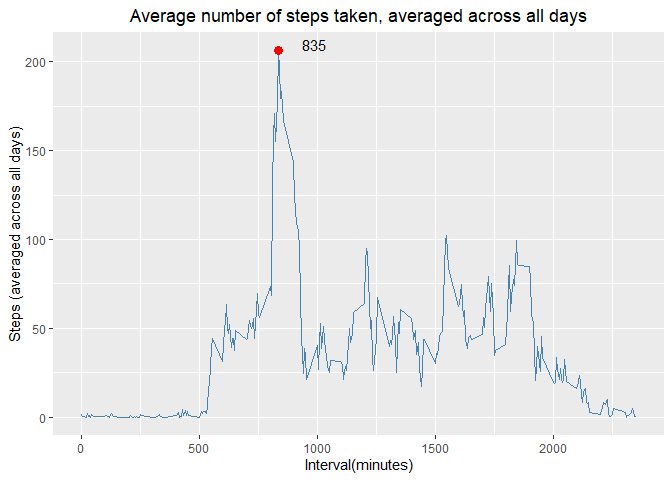 Average number of steps taken, averaged across all days
835
200
150
100
50
0
Steps (averaged acrosss all days)
0 500 1000 1500 2000
Interval(minutes)